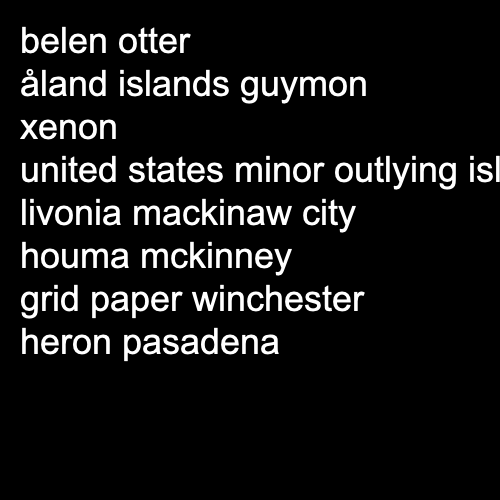 belen otter
åland islands guymon
xenon
united states minor outlying isl
livonia mackinaw city
houma mckinney
grid paper winchester
heron pasadena